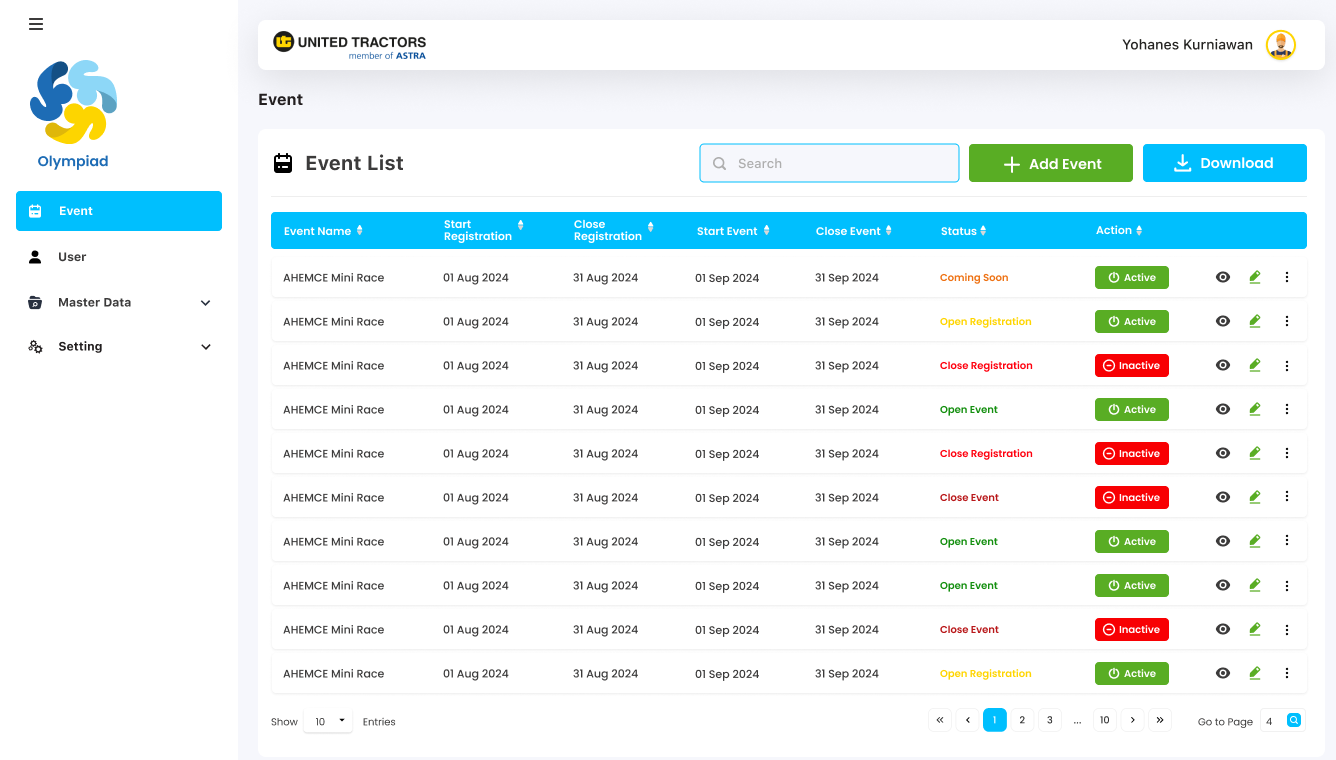 UNITED TRACTORS
member of ASTRA
Yohanes Kurniawan
Olympiad
Event
User
Master Data
Setting
Event
Event List
Search
Add Event
Download
Event Name Start Registration Close Registration Start Event Close Event Status Action
AHEMCE Mini Race 01 Aug 2024 31 Aug 2024 01 Sep 2024 31 Sep 2024 Coming Soon Active
AHEMCE Mini Race 01 Aug 2024 31 Aug 2024 01 Sep 2024 31 Sep 2024 Open Registration Active
AHEMCE Mini Race 01 Aug 2024 31 Aug 2024 01 Sep 2024 31 Sep 2024 Close Registration Inactive
AHEMCE Mini Race 01 Aug 2024 31 Aug 2024 01 Sep 2024 31 Sep 2024 Open Event Active
AHEMCE Mini Race 01 Aug 2024 31 Aug 2024 01 Sep 2024 31 Sep 2024 Close Registration Inactive
AHEMCE Mini Race 01 Aug 2024 31 Aug 2024 01 Sep 2024 31 Sep 2024 Close Event Inactive
AHEMCE Mini Race 01 Aug 2024 31 Aug 2024 01 Sep 2024 31 Sep 2024 Open Event Active
AHEMCE Mini Race 01 Aug 2024 31 Aug 2024 01 Sep 2024 31 Sep 2024 Open Event Active
AHEMCE Mini Race 01 Aug 2024 31 Aug 2024 01 Sep 2024 31 Sep 2024 Close Event Inactive
AHEMCE Mini Race 01 Aug 2024 31 Aug 2024 01 Sep 2024 31 Sep 2024 Open Registration Active
Show 10 Entries
« ‹ 1 2 3 ... 10 › »
Go to Page 4